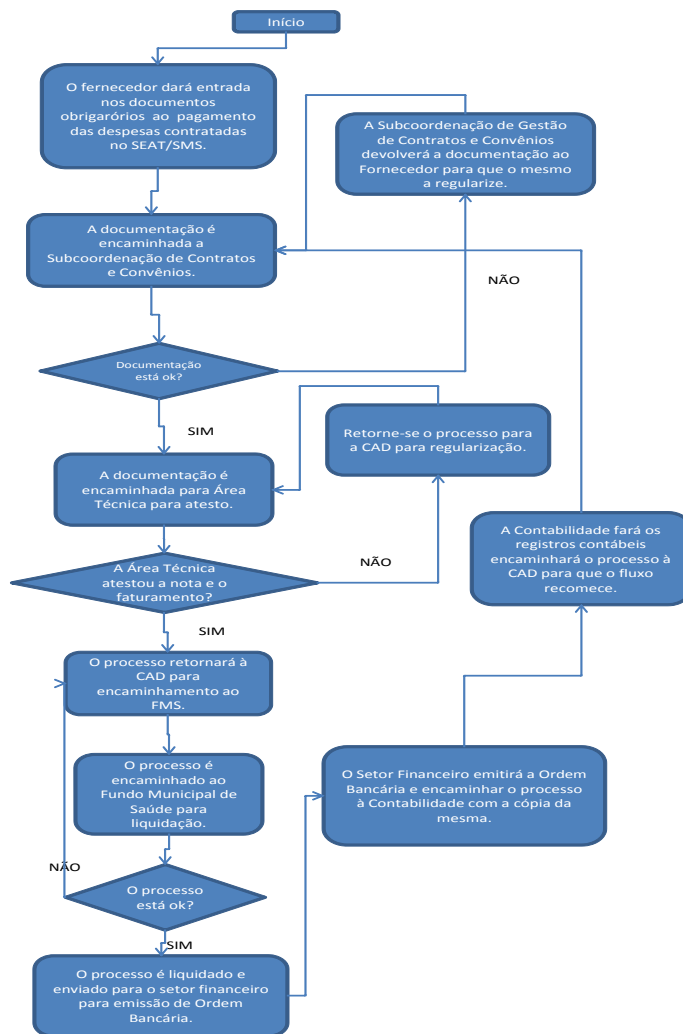 Início
O fernecedor dará entrada
nos documentos
obrigarórios ao pagamento
das despesas contratadas
no SEAT/SMS.
A Subcoordenação de Gestão
de Contratos e Convênios
devolverá a documentação ao
Fornecedor para que o mesmo
a regularize.
A documentação é
encaminhada a
Subcoordenação de Contratos
e Convênios.
NÃO
Documentação
está ok?
SIM
Retorne-se o processo para
a CAD para regularização.
A documentação é
encaminhada para Área
Técnica para atesto.
A Contabilidade fará os
registros contábeis
encaminhará o processo à
CAD para que o fluxo
recomece.
NÃO
A Área Técnica
atestou a nota e o
faturamento?
SIM
O processo retornará à
CAD para
encaminhamento ao
FMS.
O processo é
encaminhado ao
Fundo Municipal de
Saúde para
liquidação.
O Setor Financeiro emitirá a Ordem
Bancária e encaminhar o processo
à Contabilidade com a cópia da
mesma.
NÃO
O processo
está ok?
SIM
O processo é liquidado e
enviado para o setor financeiro
para emissão de Ordem
Bancária.